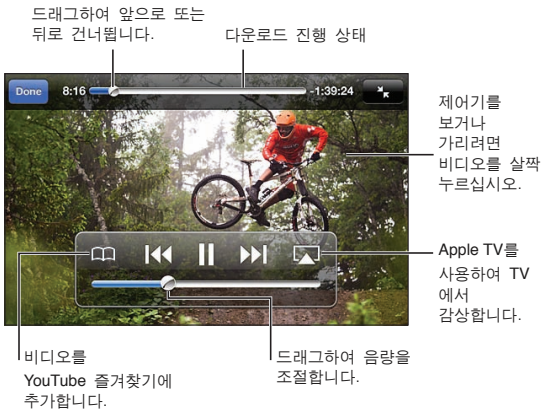 드래그하여 앞으로 또는
뒤로 건너뜁니다.
다운로드 진행 상태
Done
8:16
-1:39:24
제어기를
보거나
가리려면
비디오를 살짝
누르십시오.
Apple TV를
사용하여 TV
에서
감상합니다.
비디오를
YouTube 즐겨찾기에
추가합니다.
드래그하여 음량을
조절합니다.